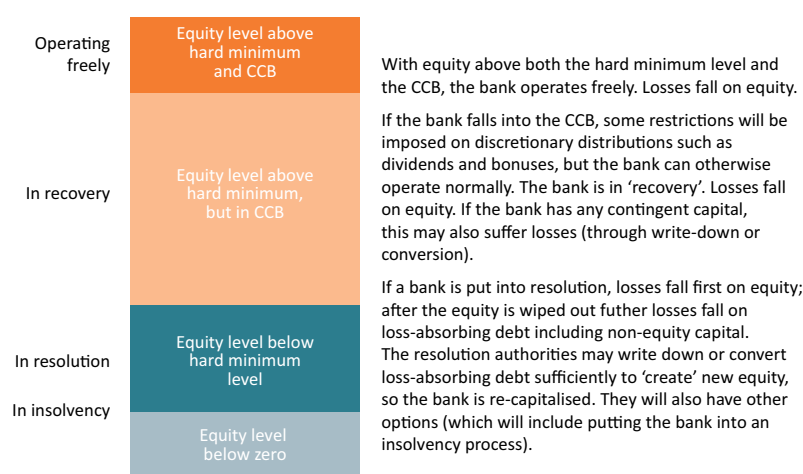 Operating
freely
Equity level above
hard minimum
and CCB
With equity above both the hard minimum level and
the CCB, the bank operates freely. Losses fall on equity.
In recovery
Equity level above
hard minimum,
but in CCB
If the bank falls into the CCB, some restrictions will be
imposed on discretionary distributions such as
dividends and bonuses, but the bank can otherwise
operate normally. The bank is in ‘recovery’. Losses fall
on equity. If the bank has any contingent capital,
this may also suffer losses (through write-down or
conversion).
In resolution
Equity level below
hard minimum
level
If a bank is put into resolution, losses fall first on equity;
after the equity is wiped out futher losses fall on
loss-absorbing debt including non-equity capital.
The resolution authorities may write down or convert
loss-absorbing debt sufficiently to ‘create’ new equity,
so the bank is re-capitalised. They will also have other
options (which will include putting the bank into an
insolvency process).
In insolvency
Equity level
below zero